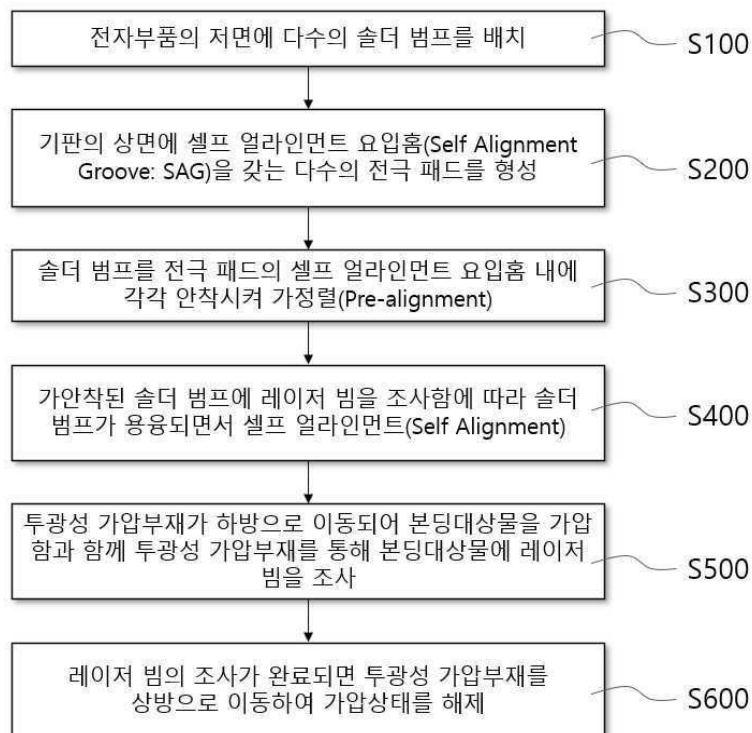 전자부품의 저면에 다수의 솔더 범프를 배치
S100
기판의 상면에 셀프 얼라인먼트 요입홈(Self Alignment
Groove: SAG)을 갖는 다수의 전극 패드를 형성
S200
솔더 범프를 전극 패드의 셀프 얼라인먼트 요입홈 내에
각각 안착시켜 가정렬(Pre-alignment)
S300
가안착된 솔더 범프에 레이저 빔을 조사함에 따라 솔더
범프가 용융되면서 셀프 얼라인먼트(Self Alignment)
S400
투광성 가압부재가 하방으로 이동되어 본딩대상물을 가압
함과 함께 투광성 가압부재를 통해 본딩대상물에 레이저
빔을 조사
S500
레이저 빔의 조사가 완료되면 투광성 가압부재를
상방으로 이동하여 가압상태를 해제
S600